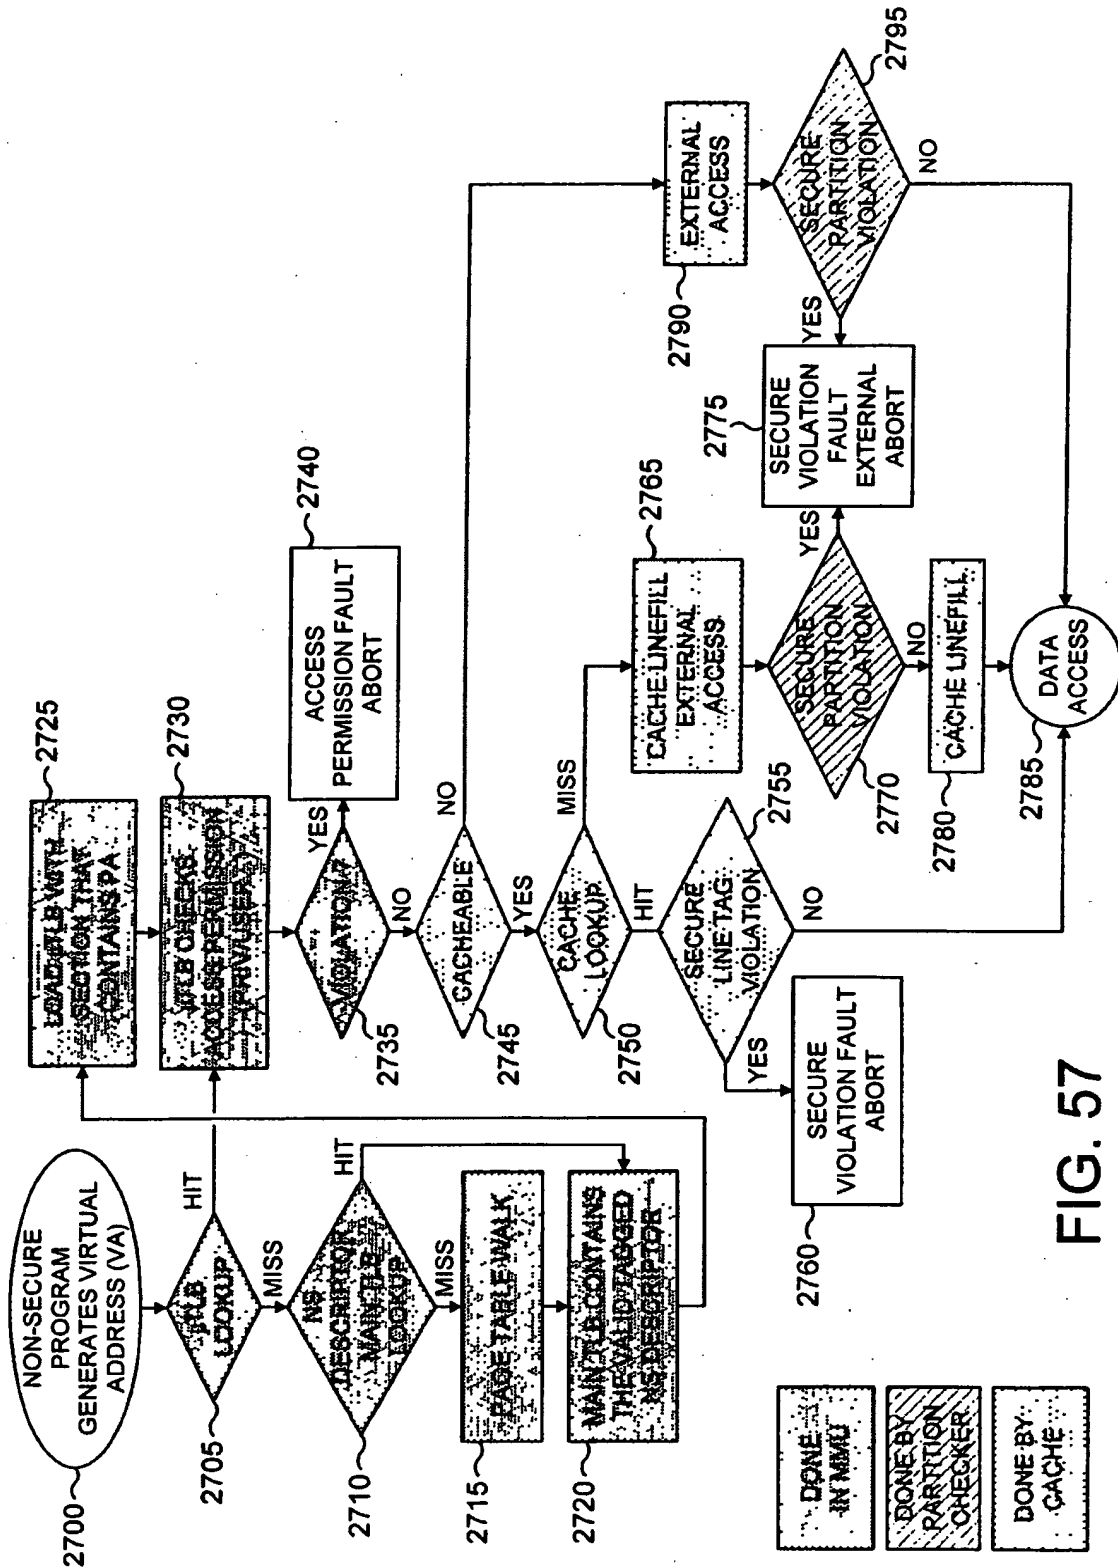 NON-SECURE
PROGRAM
GENERATES VIRTUAL
ADDRESS (VA)
2700
μTLB
LOOKUP
2705
HIT
MISS
NS
DESCRIPTOR
MAIN TLB
LOOKUP
2710
HIT
MISS
PAGE TABLE WALK
2715
MAIN TLB CONTAINS
THE VALID TAGGED
NS DESCRIPTOR
2720
LOAD μTLB WITH
SECTION THAT
CONTAINS PA
2725
μTLB CHECKS
ACCESS PERMISSION
(PRIV/USER...)
2730
VIOLATION?
2735
YES
NO
ACCESS
PERMISSION FAULT
ABORT
2740
CACHEABLE
2745
NO
YES
CACHE
LOOKUP
2750
MISS
HIT
SECURE
LINE TAG
VIOLATION
2755
YES
NO
SECURE
VIOLATION FAULT
ABORT
2760
CACHE LINEFILL
EXTERNAL
ACCESS
2765
SECURE
PARTITION
VIOLATION
2770
YES
NO
SECURE
VIOLATION
FAULT
EXTERNAL
ABORT
2775
CACHE LINEFILL
2780
DATA
ACCESS
2785
EXTERNAL
ACCESS
2790
SECURE
PARTITION
VIOLATION
2795
YES
NO
DONE
IN MMU
DONE BY
PARTITION
CHECKER
DONE BY
CACHE
FIG. 57